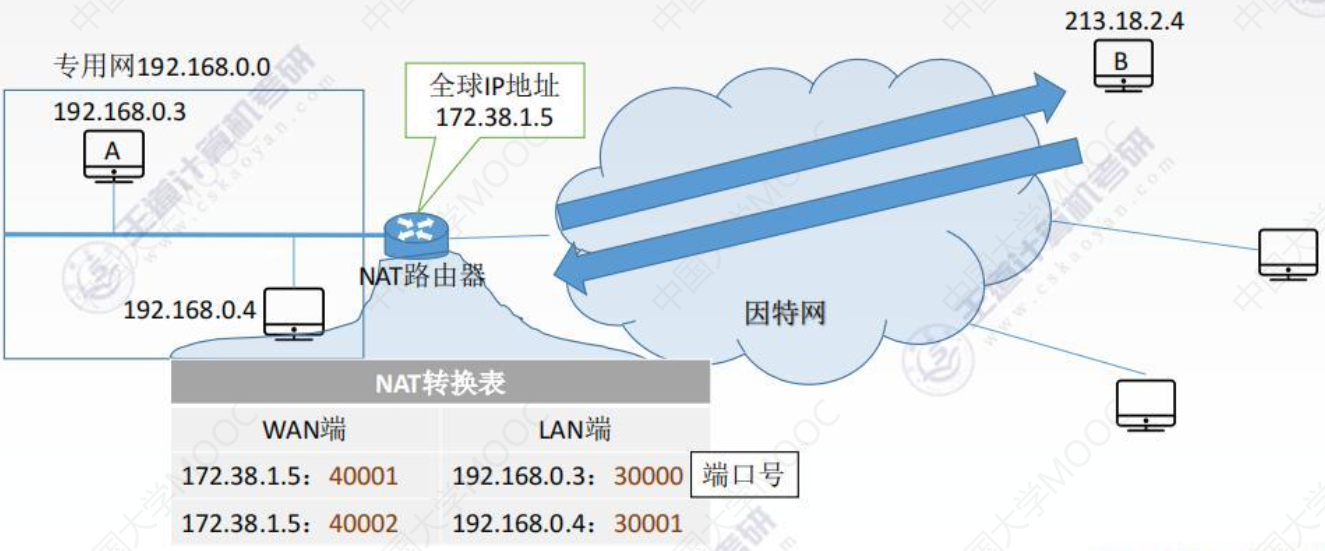 213.18.2.4
B
专用网192.168.0.0
192.168.0.3
A
全球IP地址
172.38.1.5
NAT路由器
192.168.0.4
因特网
NAT转换表
WAN端
LAN端
172.38.1.5：40001
192.168.0.3：30000
端口号
172.38.1.5：40002
192.168.0.4：30001
中国大学MOOC
王道计算机考研
www.cskaoyan.com